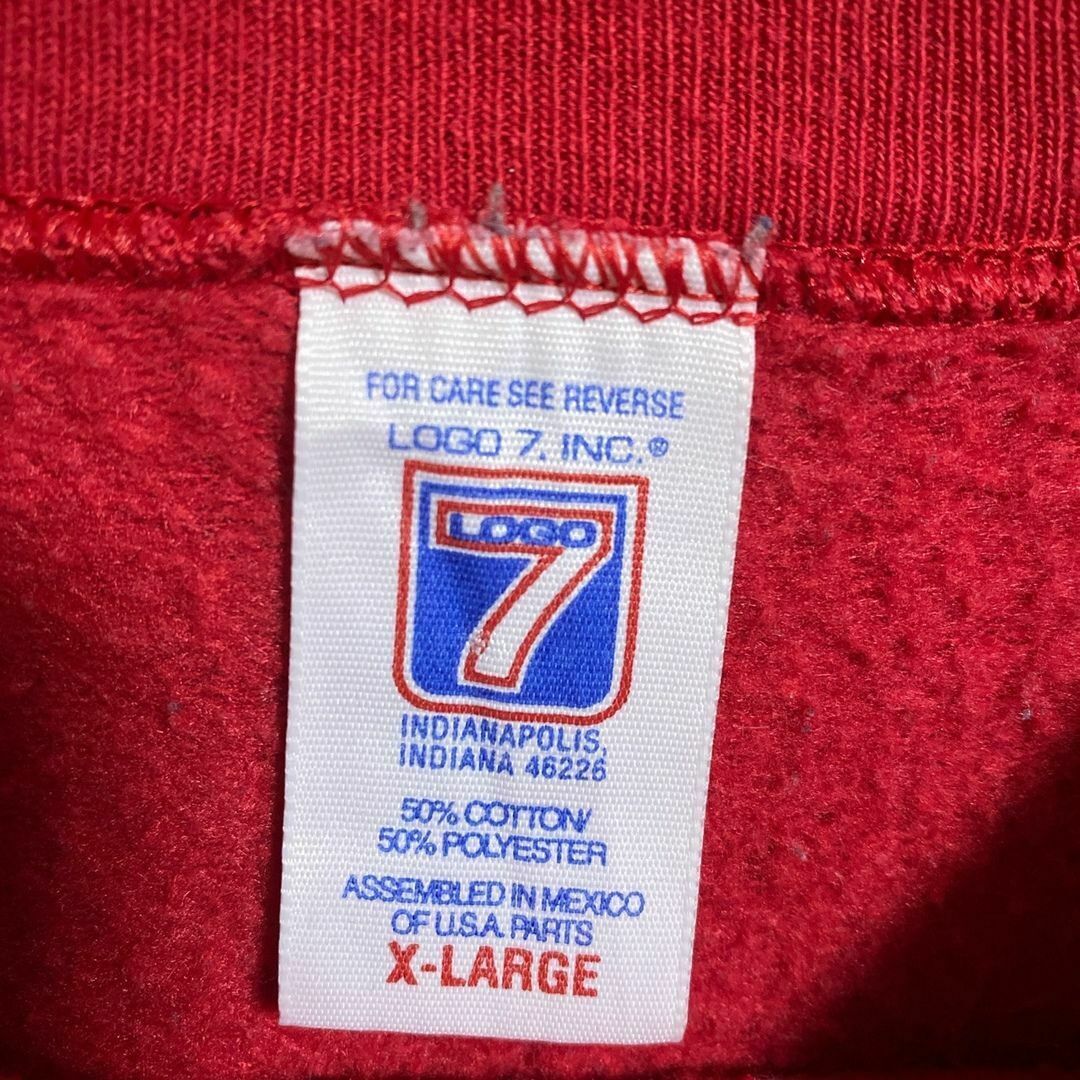 FOR CARE SEE REVERSE
LOGO 7, INC.®
LOGO
7
INDIANAPOLIS,
INDIANA 46226
50% COTTON/
50% POLYESTER
ASSEMBLED IN MEXICO
OF U.S.A. PARTS
X-LARGE